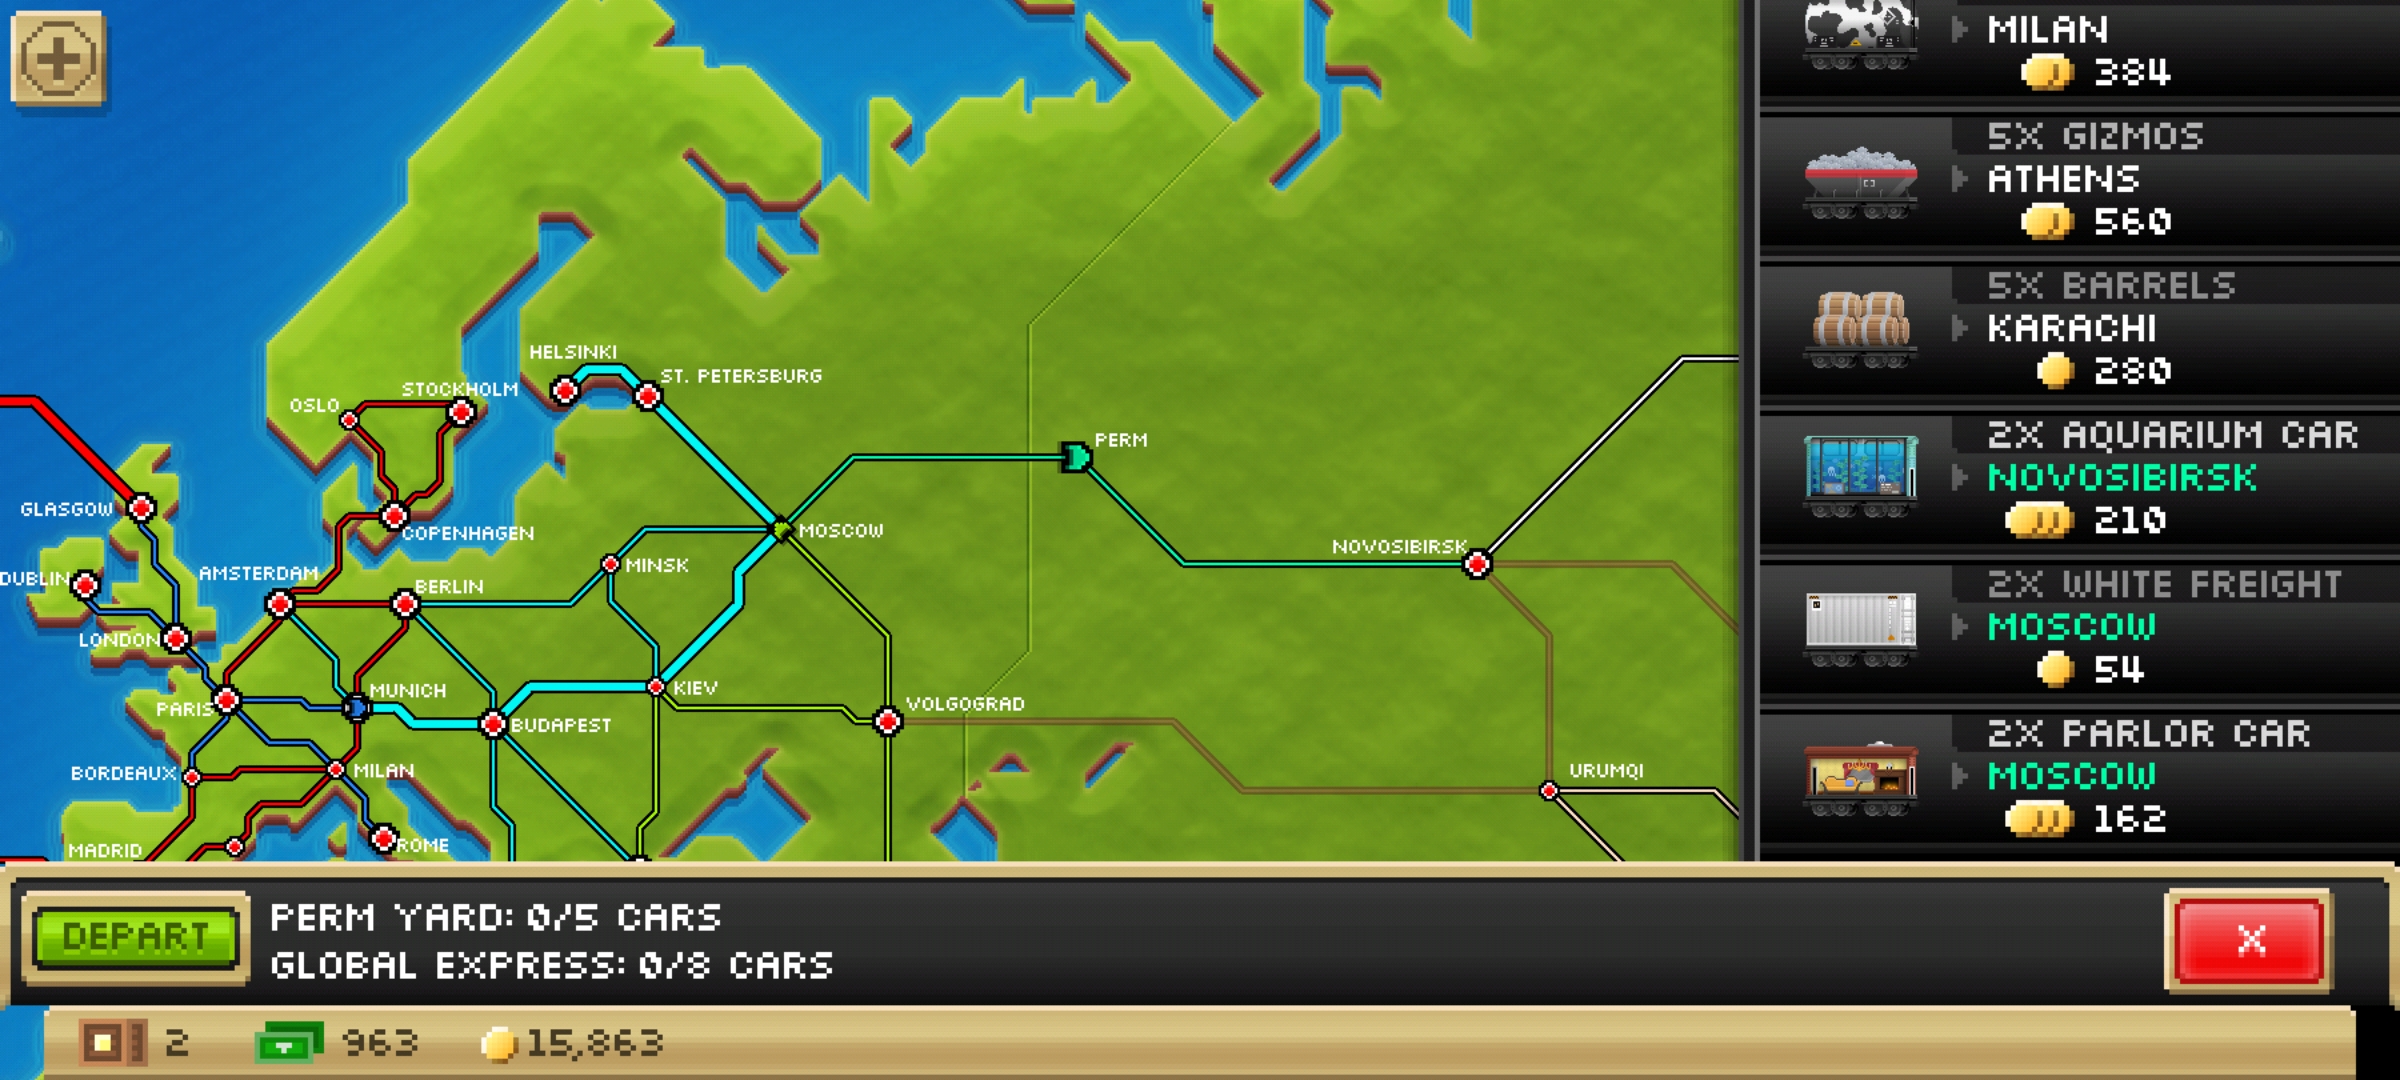 MILAN
384
5X GIZMOS
ATHENS
560
5X BARRELS
KARACHI
280
2X AQUARIUM CAR
NOVOSIBIRSK
210
2X WHITE FREIGHT
MOSCOW
54
2X PARLOR CAR
MOSCOW
162
HELSINKI
ST. PETERSBURG
STOCKHOLM
OSLO
PERM
GLASGOW
COPENHAGEN
MOSCOW
NOVOSIBIRSK
DUBLIN
AMSTERDAM
BERLIN
MINSK
LONDON
MUNICH
KIEV
PARIS
BUDAPEST
VOLGOGRAD
BORDEAUX
MILAN
URUMQI
MADRID
ROME
DEPART
PERM YARD: 0/5 CARS
GLOBAL EXPRESS: 0/8 CARS
X
2
963
15,863